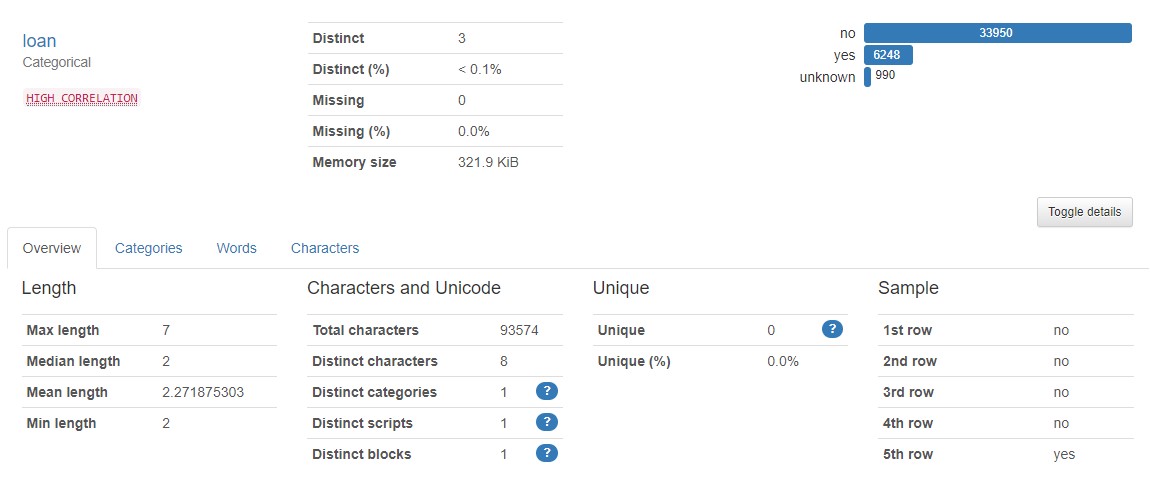 loan
Categorical
HIGH CORRELATION
Distinct 3
Distinct (%) < 0.1%
Missing 0
Missing (%) 0.0%
Memory size 321.9 KiB
no 33950
yes 6248
unknown 990
Toggle details
Overview Categories Words Characters
Length
Max length 7
Median length 2
Mean length 2.271875303
Min length 2
Characters and Unicode
Total characters 93574
Distinct characters 8
Distinct categories 1 ?
Distinct scripts 1 ?
Distinct blocks 1 ?
Unique
Unique 0 ?
Unique (%) 0.0%
Sample
1st row no
2nd row no
3rd row no
4th row no
5th row yes